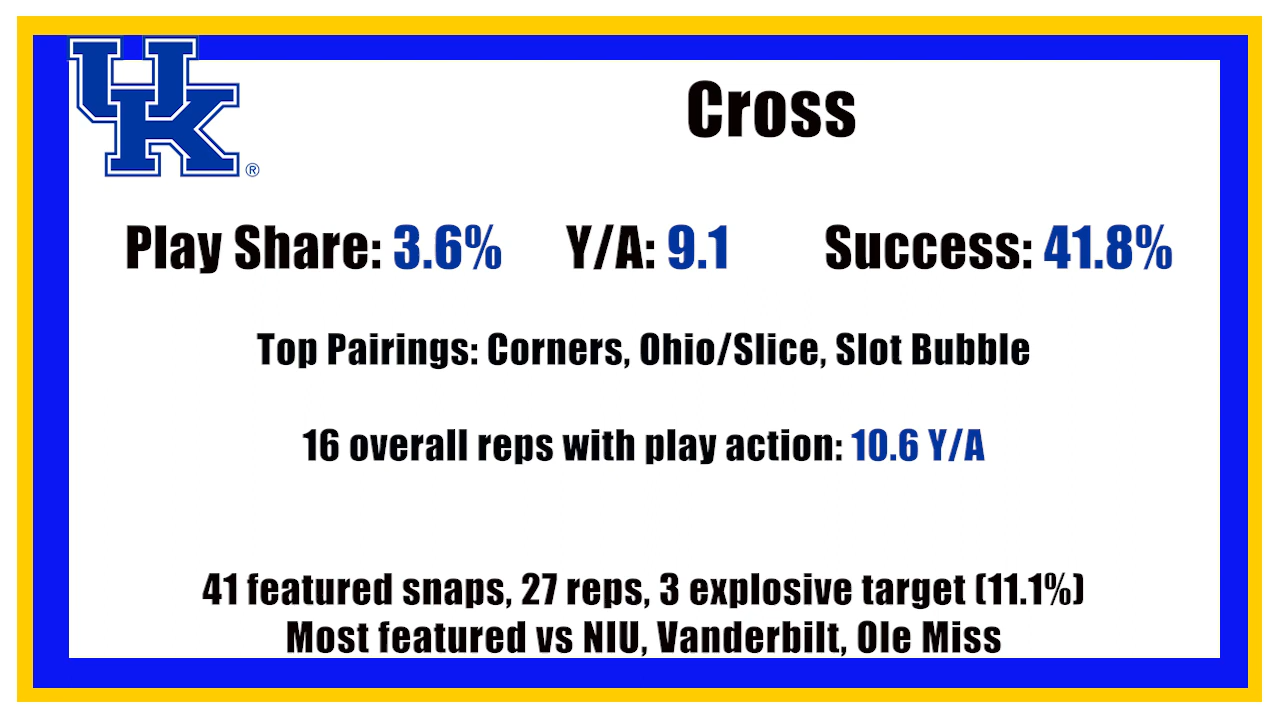 UK ®
Cross
Play Share: 3.6% Y/A: 9.1 Success: 41.8%
Top Pairings: Corners, Ohio/Slice, Slot Bubble
16 overall reps with play action: 10.6 Y/A
41 featured snaps, 27 reps, 3 explosive target (11.1%)
Most featured vs NIU, Vanderbilt, Ole Miss